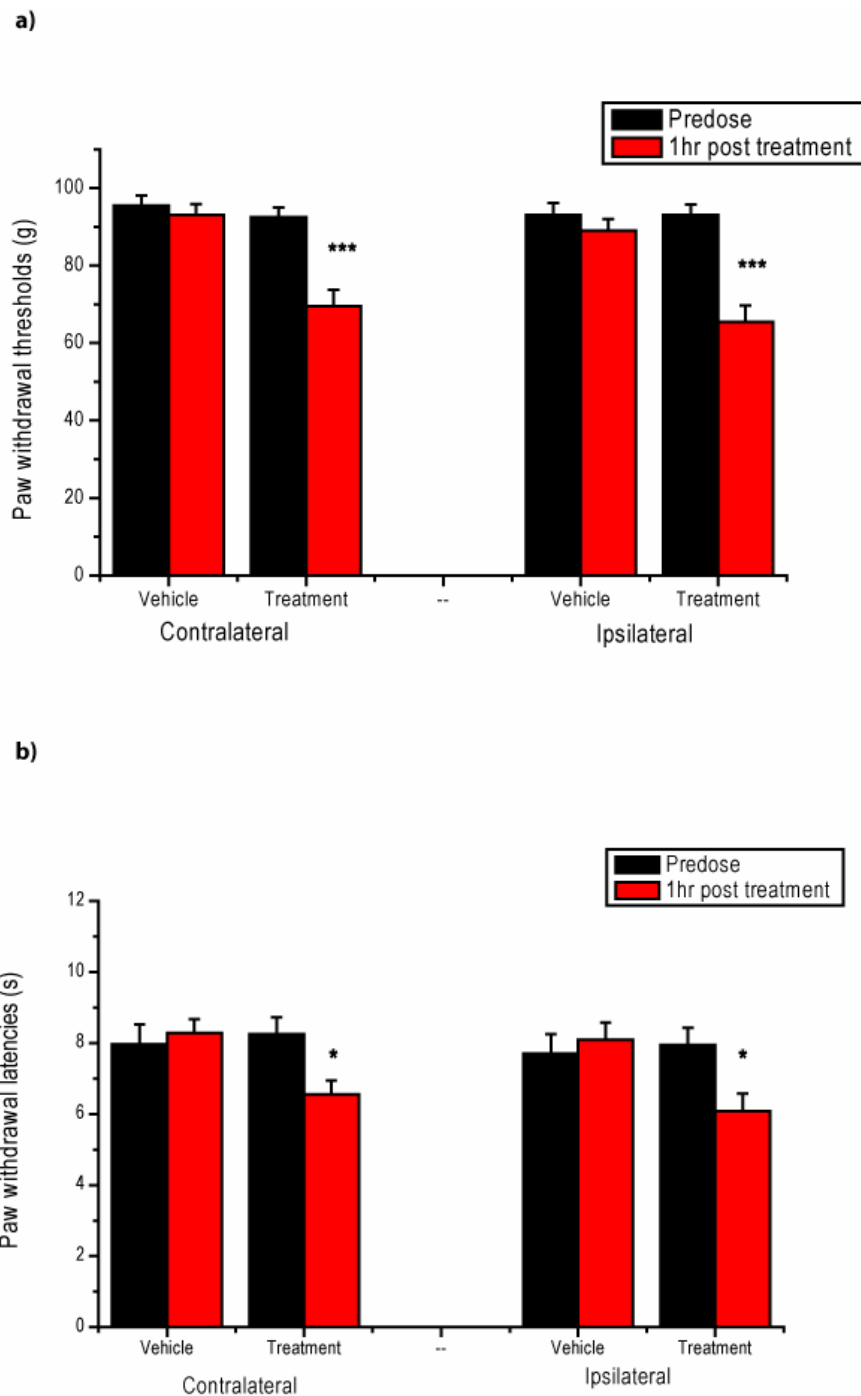 a)
Predose
1hr post treatment
Paw withdrawal thresholds (g)
100
80
60
40
20
0
***
***
Vehicle Treatment -- Vehicle Treatment
Contralateral Ipsilateral
b)
Predose
1hr post treatment
Paw withdrawal latencies (s)
12
10
8
6
4
2
0
*
*
Vehicle Treatment -- Vehicle Treatment
Contralateral Ipsilateral